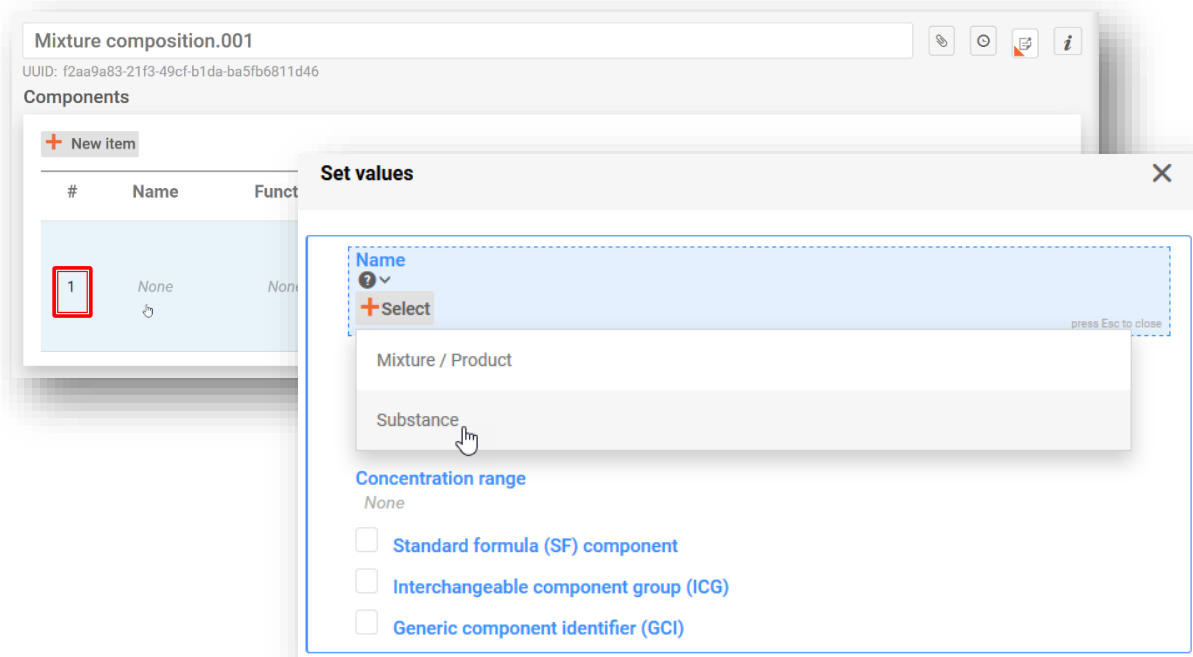 Mixture composition.001
UUID: f2aa9a83-21f3-49cf-b1da-ba5fb6811d46
Components
New item
# Name Funct
1 None None
Set values
Name
Select
press Esc to close
Mixture / Product
Substance
Concentration range
None
Standard formula (SF) component
Interchangeable component group (ICG)
Generic component identifier (GCI)